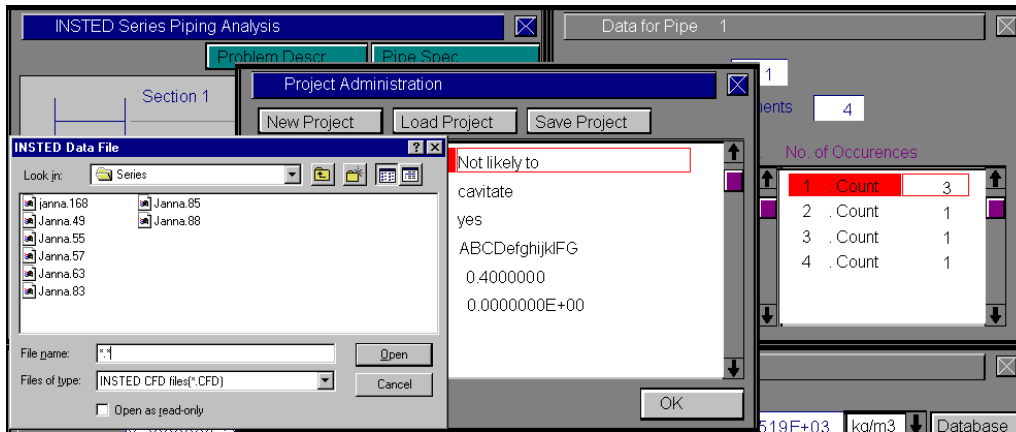 INSTED Series Piping Analysis
Data for Pipe 1
Problem Descr Pipe Spec
Project Administration
1
Section 1
4
New Project Load Project Save Project
INSTED Data File
No. of Occurences
Look in: Series
Not likely to
cavitate
yes
ABCDefghijklFG
0.4000000
0.0000000E+00
1 . Count 3
2 . Count 1
3 . Count 1
4 . Count 1
janna.168 Janna.85
Janna.49 Janna.88
Janna.55
Janna.57
Janna.63
Janna.83
File name: *.* Open
Files of type: INSTED CFD files(*.CFD) Cancel
Open as read-only
OK
519E+03 kg/m3 Database